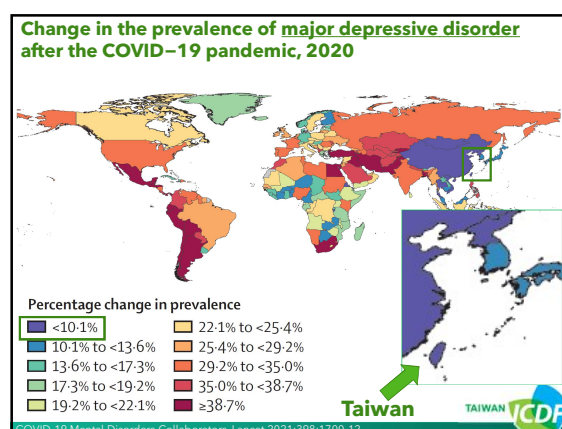 Change in the prevalence of major depressive disorder
after the COVID−19 pandemic, 2020
Percentage change in prevalence
<10·1%
10·1% to <13·6%
13·6% to <17·3%
17·3% to <19·2%
19·2% to <22·1%
22·1% to <25·4%
25·4% to <29·2%
29·2% to <35·0%
35·0% to <38·7%
≥38·7%
Taiwan
TAIWAN ICDF
COVID-19 Mental Disorders Collaborators. Lancet 2021;398:1700-12